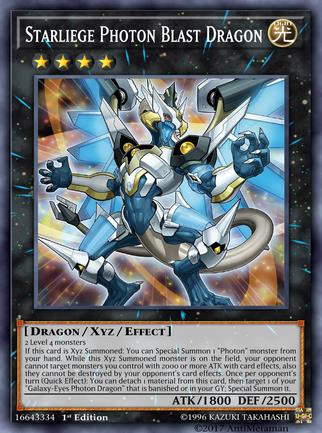 Starliege Photon Blast Dragon
LIGHT
光
[Dragon / Xyz / Effect]
2 Level 4 monsters
If this card is Xyz Summoned: You can Special Summon 1 "Photon" monster from
your hand. While this Xyz Summoned monster is on the field, your opponent
cannot target monsters you control with 2000 or more ATK with card effects, also
they cannot be destroyed by your opponent's card effects. Once per opponent's
turn (Quick Effect): You can detach 1 material from this card, then target 1 of your
"Galaxy-Eyes Photon Dragon" that is banished or in your GY; Special Summon it.
ATK/1800 DEF/2500
16643334 1st Edition ©1996 KAZUKI TAKAHASHI
©2017 AntiMetaman